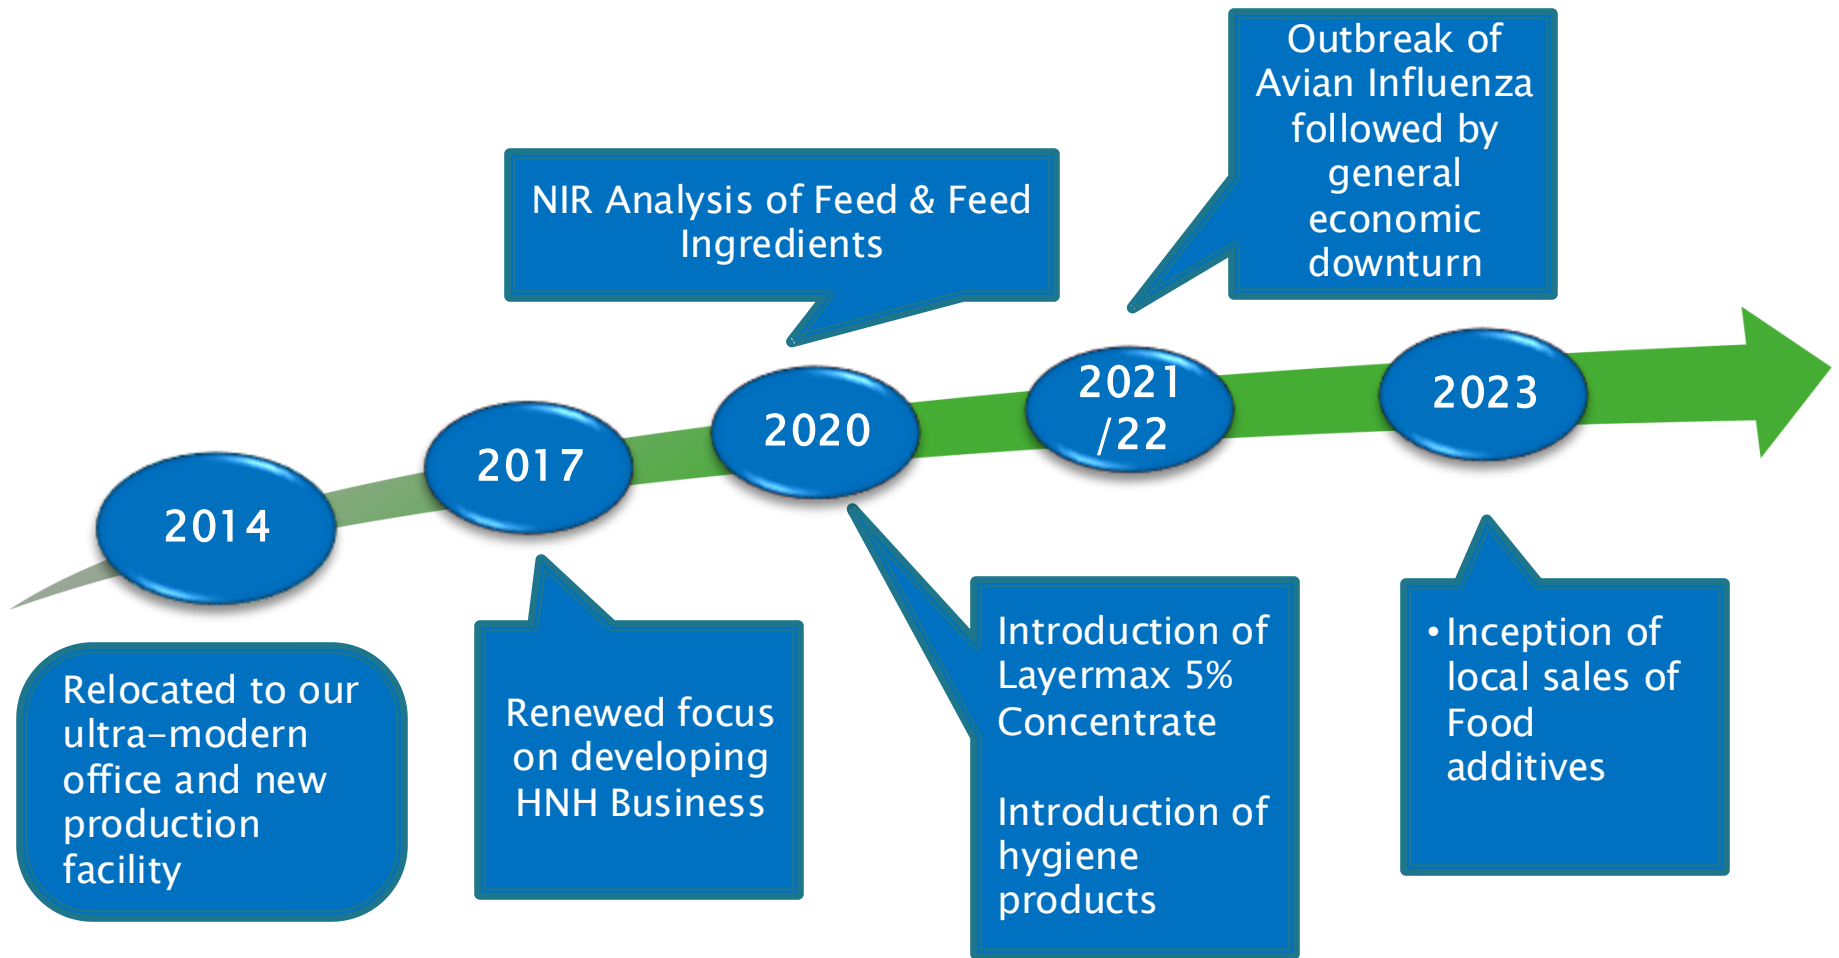 Outbreak of
Avian Influenza
followed by
general
economic
downturn
NIR Analysis of Feed & Feed
Ingredients
2014
2017
2020
2021
/22
2023
Relocated to our
ultra-modern
office and new
production
facility
Renewed focus
on developing
HNH Business
Introduction of
Layermax 5%
Concentrate
Introduction of
hygiene
products
• Inception of
local sales of
Food
additives